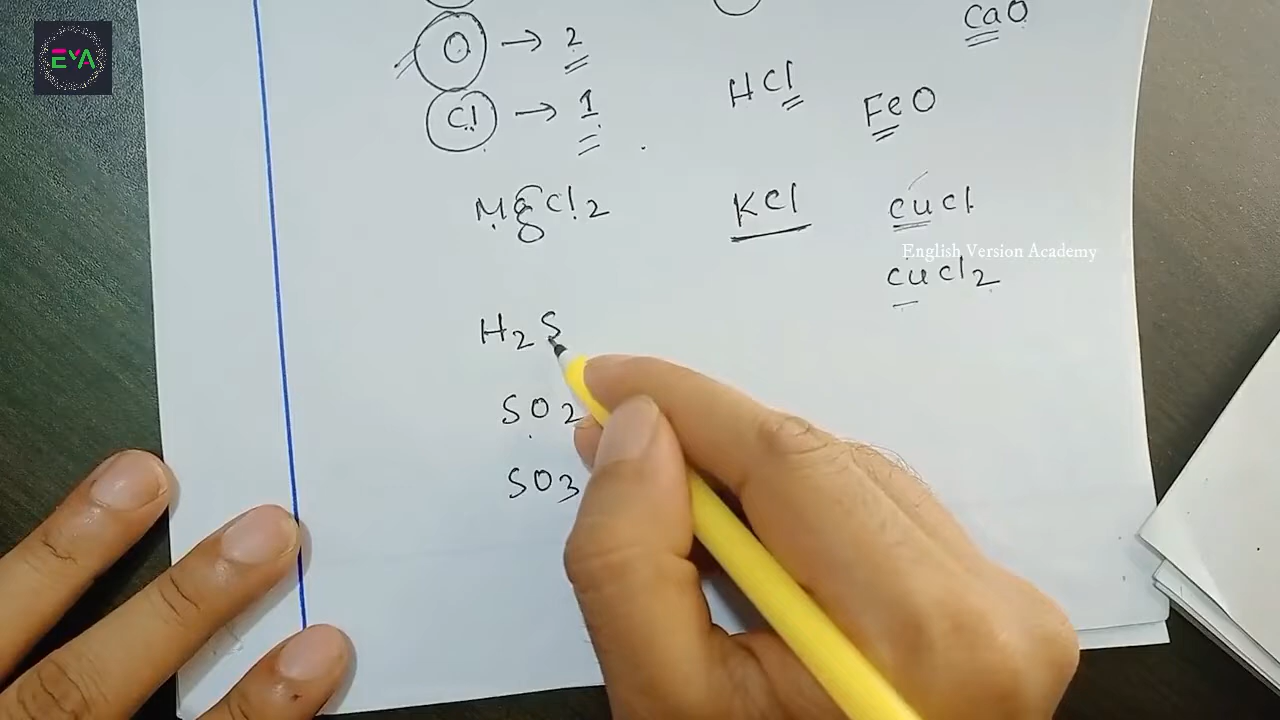 EVA
CaO
O → 2
HCl
FeO
Cl → 1
MgCl2
KCl
CuCl
English Version Academy
CuCl2
H2S
SO2
SO3